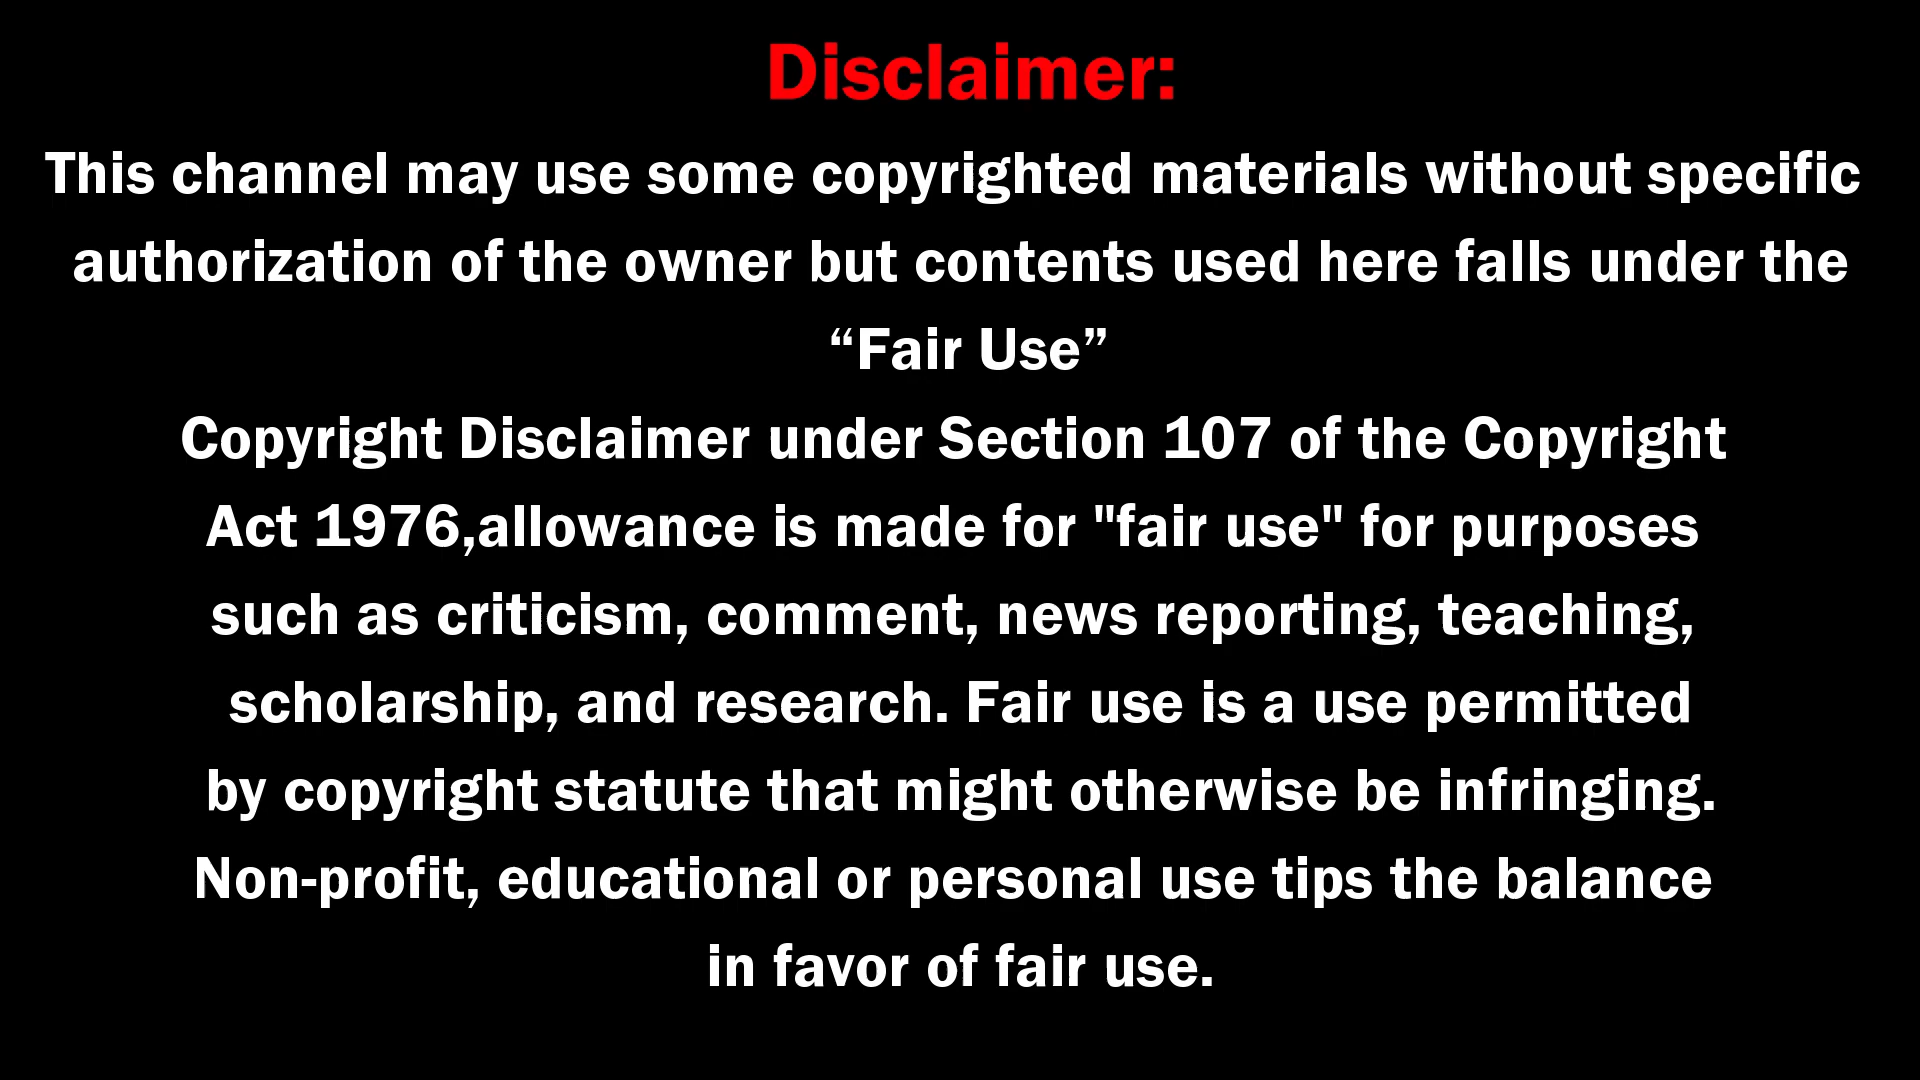 Disclaimer:
This channel may use some copyrighted materials without specific
authorization of the owner but contents used here falls under the
“Fair Use”
Copyright Disclaimer under Section 107 of the Copyright
Act 1976,allowance is made for "fair use" for purposes
such as criticism, comment, news reporting, teaching,
scholarship, and research. Fair use is a use permitted
by copyright statute that might otherwise be infringing.
Non-profit, educational or personal use tips the balance
in favor of fair use.